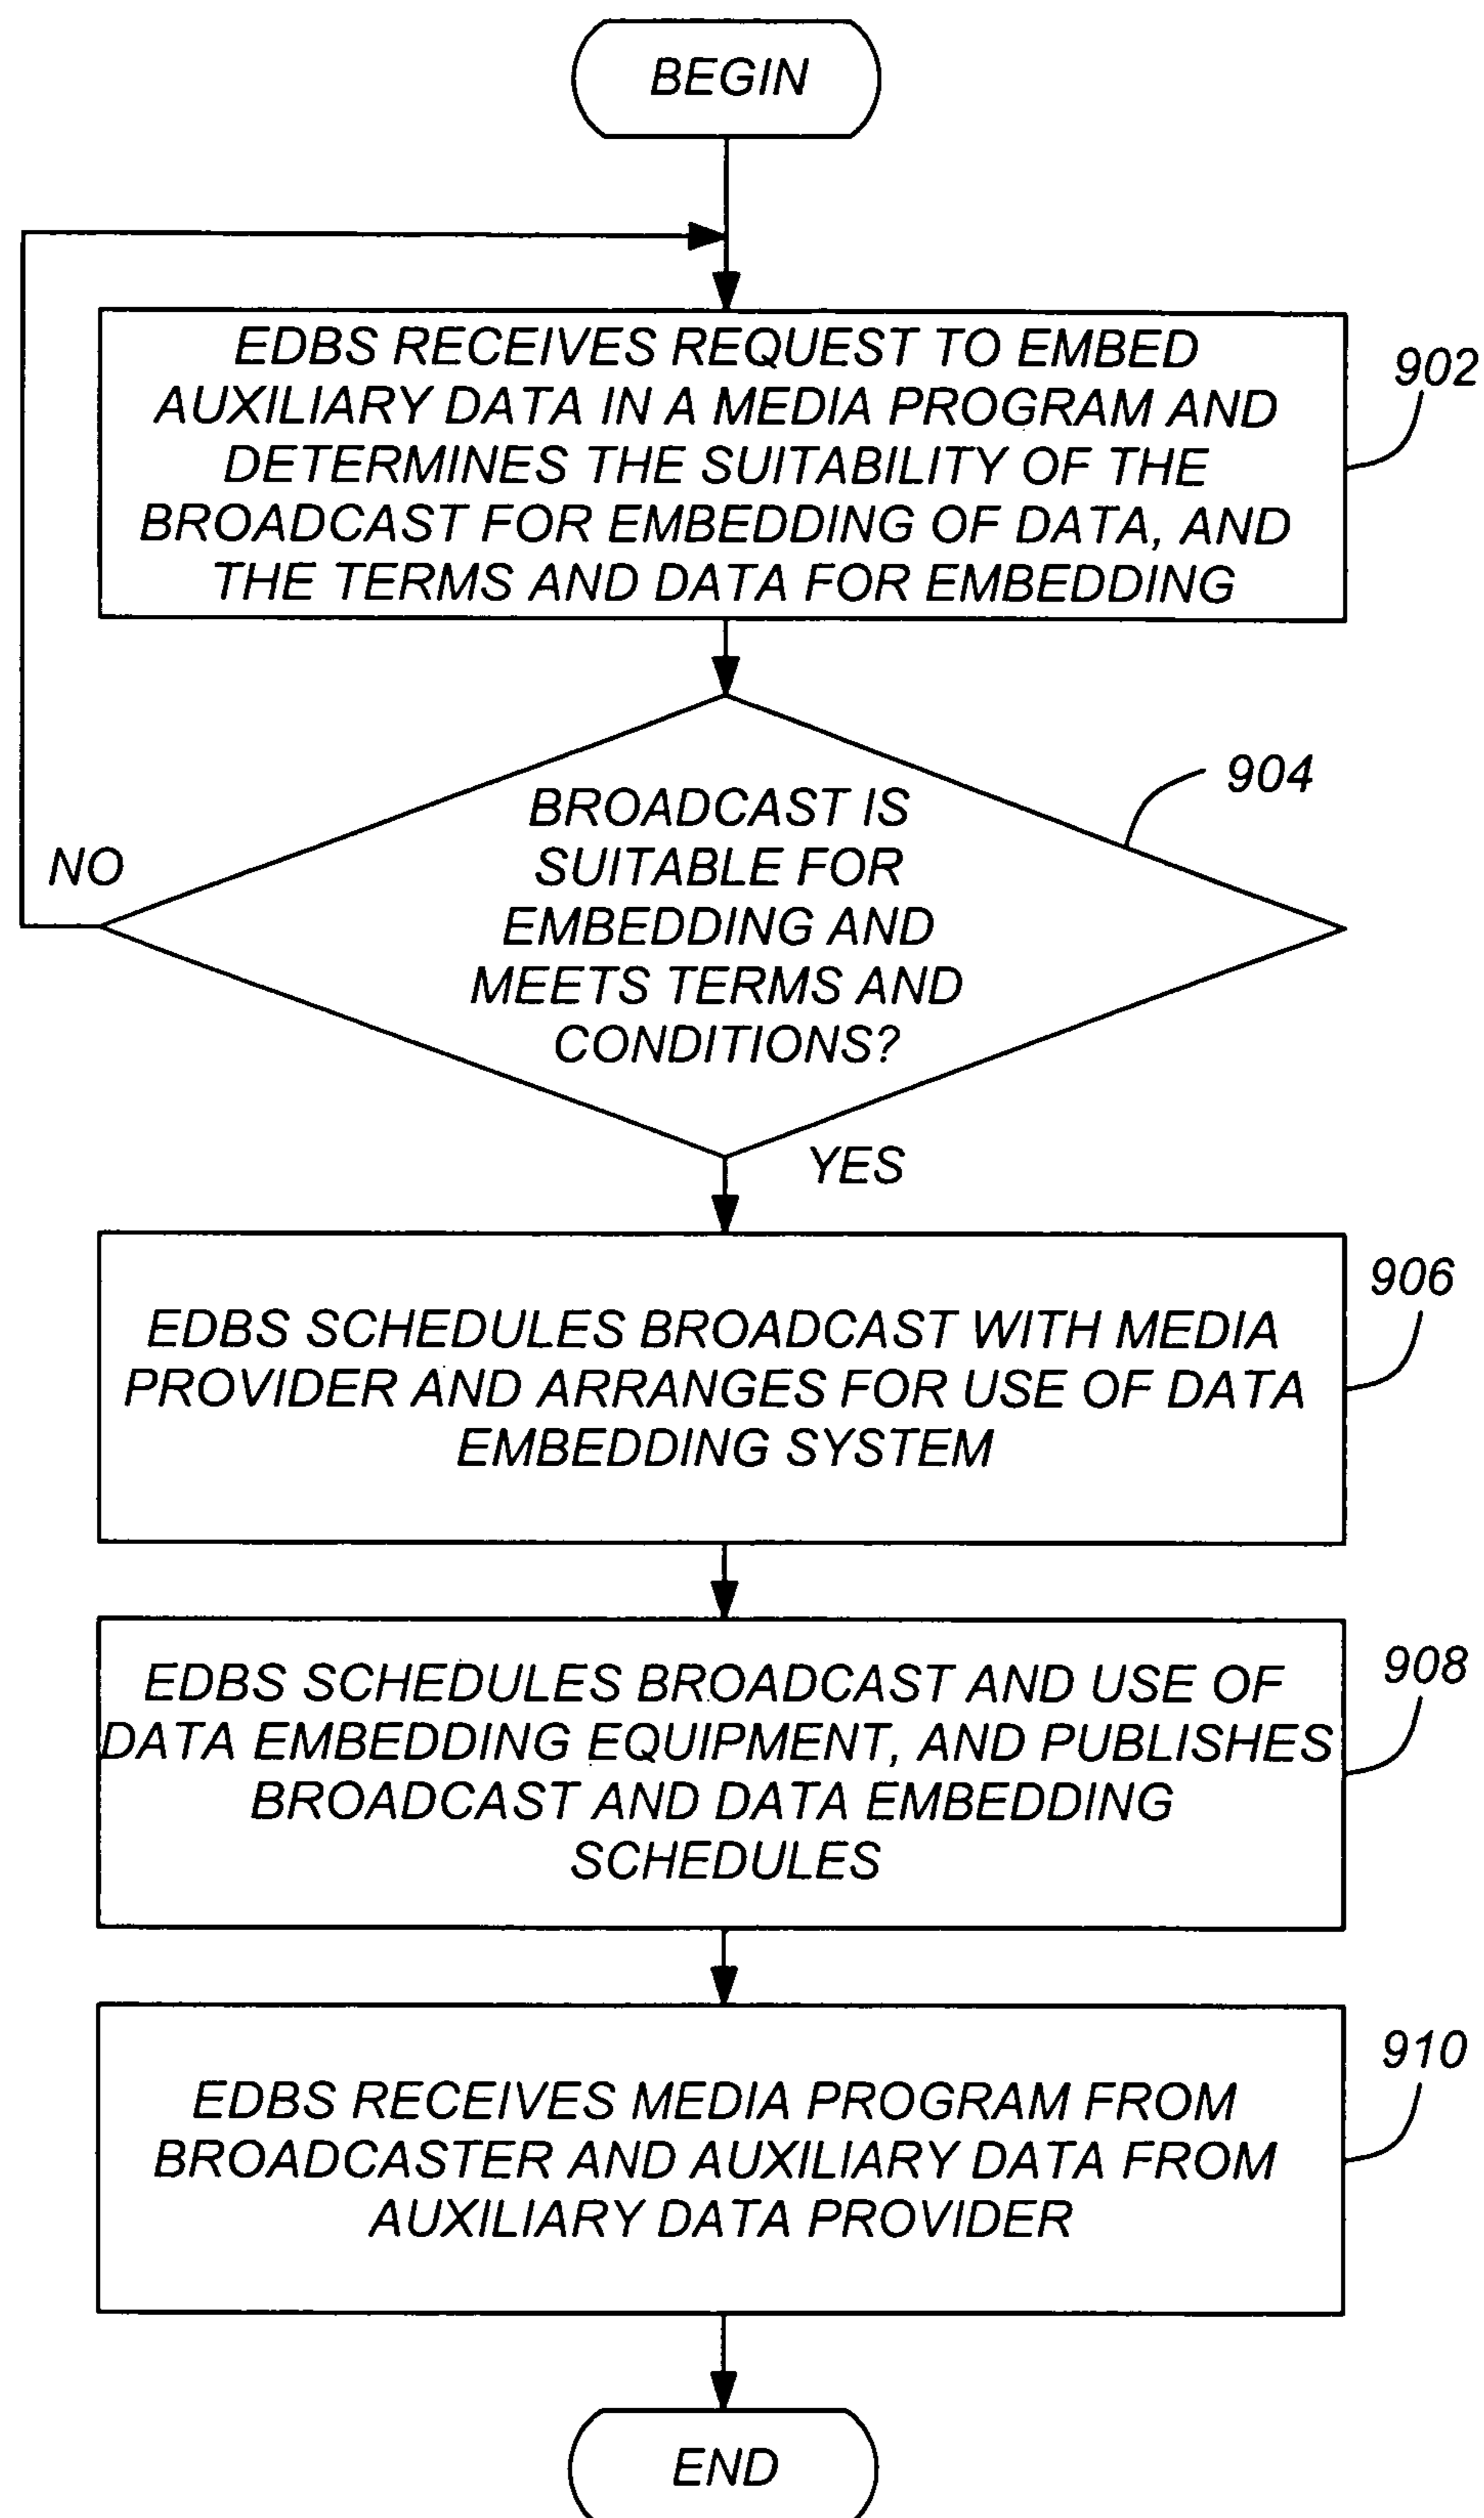 BEGIN
EDBS RECEIVES REQUEST TO EMBED
AUXILIARY DATA IN A MEDIA PROGRAM AND
DETERMINES THE SUITABILITY OF THE
BROADCAST FOR EMBEDDING OF DATA, AND
THE TERMS AND DATA FOR EMBEDDING
902
BROADCAST IS
SUITABLE FOR
EMBEDDING AND
MEETS TERMS AND
CONDITIONS?
904
NO
YES
EDBS SCHEDULES BROADCAST WITH MEDIA
PROVIDER AND ARRANGES FOR USE OF DATA
EMBEDDING SYSTEM
906
EDBS SCHEDULES BROADCAST AND USE OF
DATA EMBEDDING EQUIPMENT, AND PUBLISHES
BROADCAST AND DATA EMBEDDING
SCHEDULES
908
EDBS RECEIVES MEDIA PROGRAM FROM
BROADCASTER AND AUXILIARY DATA FROM
AUXILIARY DATA PROVIDER
910
END